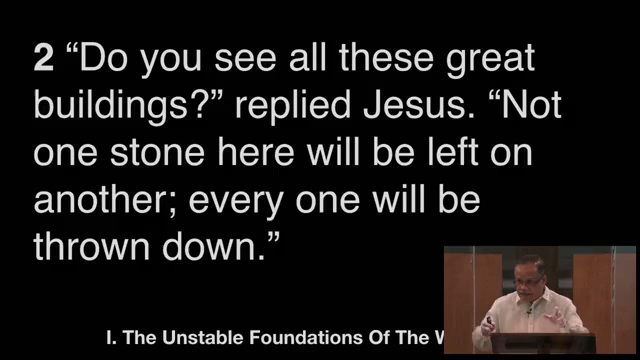 2 “Do you see all these great
buildings?” replied Jesus. “Not
one stone here will be left on
another; every one will be
thrown down.”
I. The Unstable Foundations Of The